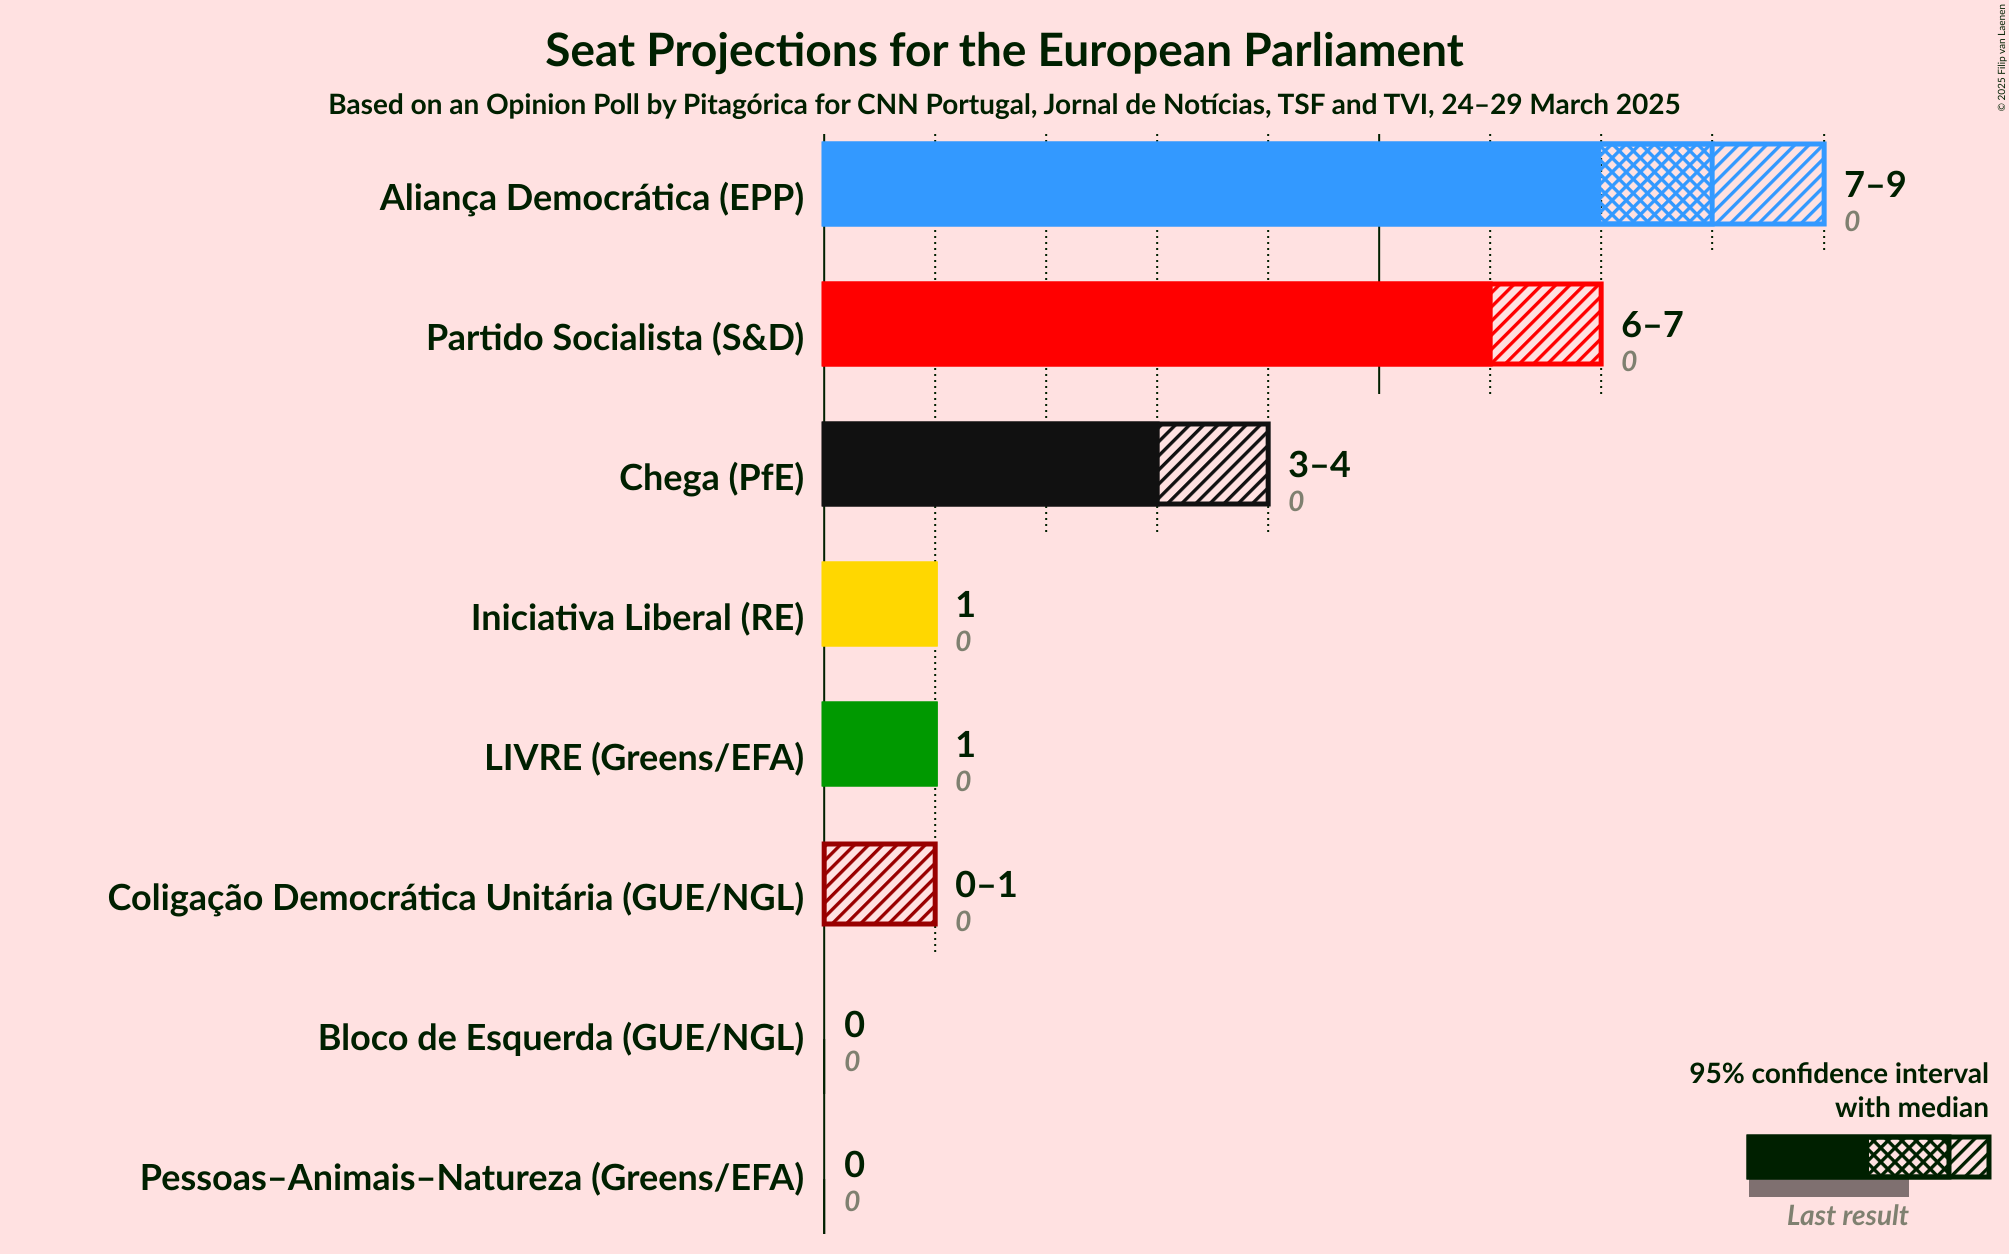 Seat Projections for the European Parliament
Based on an Opinion Poll by Pitagórica for CNN Portugal, Jornal de Notícias, TSF and TVI, 24–29 March 2025
© 2025 Filip van Laenen
Aliança Democrática (EPP)
7–9
0
Partido Socialista (S&D)
6–7
0
Chega (PfE)
3–4
0
Iniciativa Liberal (RE)
1
0
LIVRE (Greens/EFA)
1
0
Coligação Democrática Unitária (GUE/NGL)
0–1
0
Bloco de Esquerda (GUE/NGL)
0
0
Pessoas–Animais–Natureza (Greens/EFA)
0
0
95% confidence interval
with median
Last result